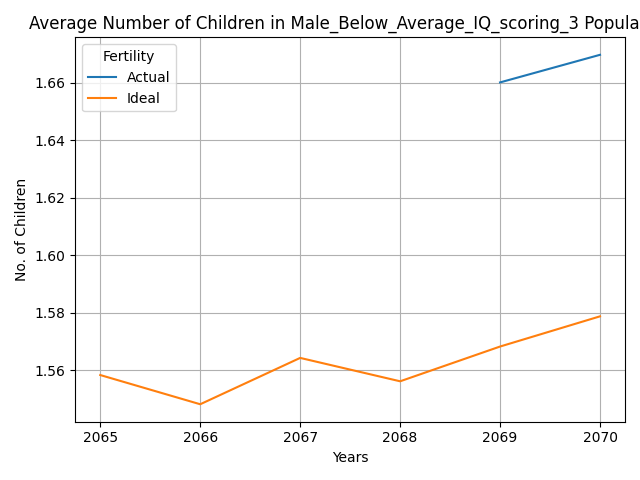 Average Number of Children in Male_Below_Average_IQ_scoring_3 Popula
Fertility
Actual
Ideal
1.66
1.64
1.62
1.60
1.58
1.56
No. of Children
2065 2066 2067 2068 2069 2070
Years